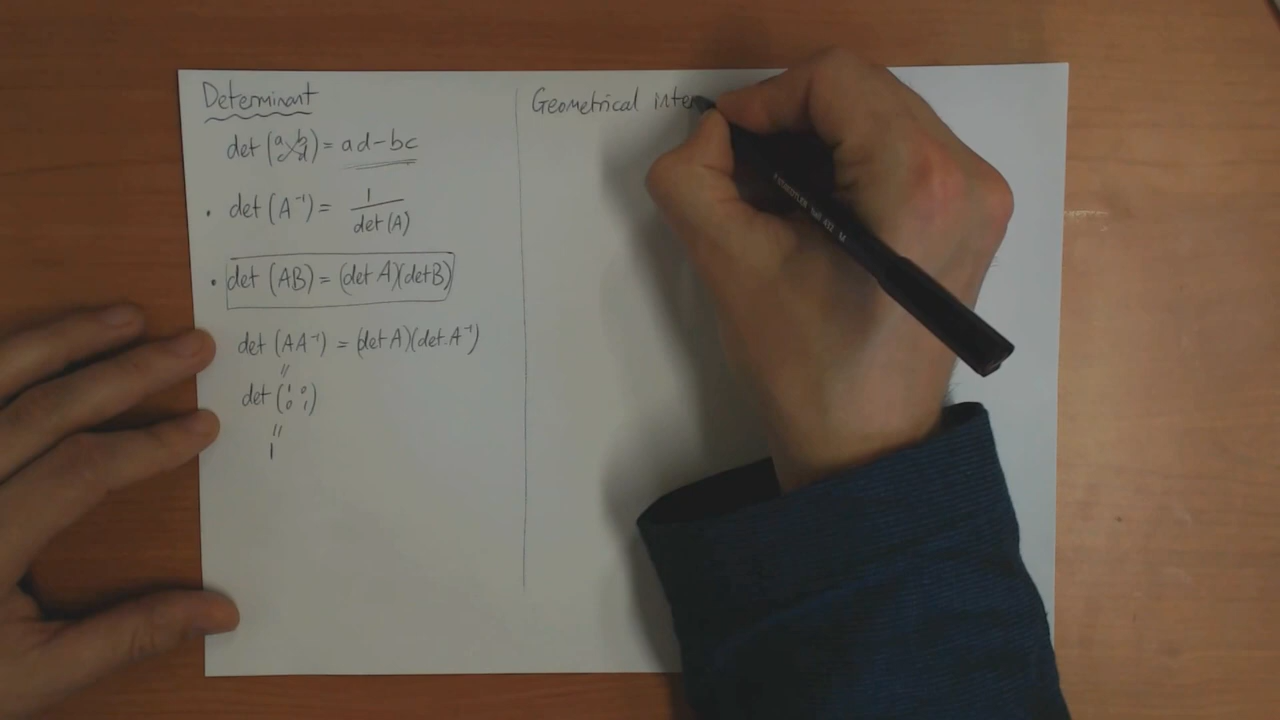 Determinant
det (a b c d) = ad-bc
· det (A⁻¹) = 1/det(A)
· det (AB) = (det A)(det B)
det (AA⁻¹) = (det A)(det A⁻¹)
=
det (1 0 0 1)
=
1
Geometrical inter
STAEDTLER